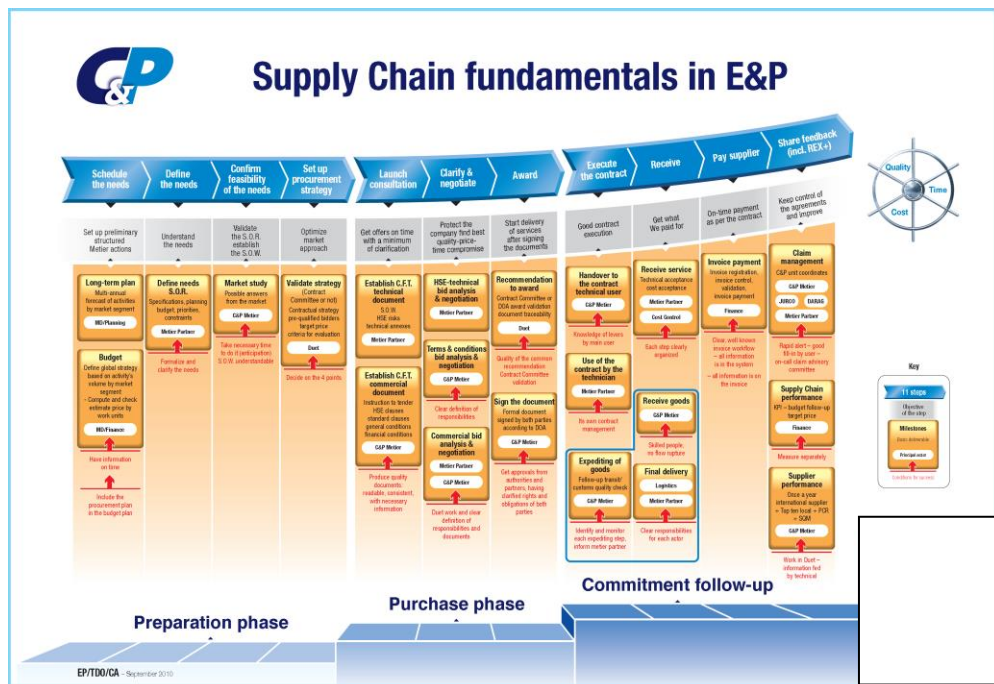 C&P
Supply Chain fundamentals in E&P
Schedule
the needs
Define
the needs
Confirm
feasibility
of the needs
Set up
procurement
strategy
Launch
consultation
Clarify &
negotiate
Award
Execute
the contract
Receive
Pay supplier
Share feedback
(incl. REX+)
Quality
Time
Cost
Set up preliminary
structured
Metier actions
Understand
the needs
Validate
the S.O.R.
establish
the S.O.W.
Optimize
market
approach
Get offers on time
with a minimum
of clarification
Protect the
company find best
quality-price-
time compromise
Start delivery
of services
after signing
the documents
Good contract
execution
Get what
We paid for
On-time payment
as per the contract
Keep control of
the agreements
and improve
Long-term plan
Multi-annual
forecast of activities
by market segment
MD/Planning
Budget
Define global strategy
based on activity's
volume by market
segment
– Compute and check
estimate price by
work units
MD/Finance
Have information
on time
Include the
procurement plan
in the budget plan
Define needs
S.O.R.
Specifications, planning
budget, priorities,
constraints
Metier Partner
Formalize and
clarify the needs
Market study
Possible answers
from the market
C&P Metier
Take necessary time
to do it (participation).
S.O.W. understandable
Validate strategy
(Contract
Committee or not)
Contractual strategy
pre-qualified bidders
target price
criteria for evaluation
Duet
Decide on the 4 points
Establish C.F.T.
technical
document
S.O.W.
HSE risks
technical annexes
Metier Partner
Establish C.F.T.
commercial
document
Instruction to tender
HSE clauses
standard clauses
general conditions
financial conditions
C&P Metier
Produce quality
documents:
readable, consistent,
with necessary
information
HSE-technical
bid analysis
& negotiation
Metier Partner
Terms & conditions
bid analysis &
negotiation
C&P Metier
Clear definition of
responsibilities
Commercial bid
analysis &
negotiation
Metier Partner
C&P Metier
Duet work and clear
definition of
responsibilities and
documents
Recommendation
to award
Contract Committee or
DOA award validation
document traceability
Duet
Quality of the common
recommendation
Contract Committee
validation
Sign the document
Formal document
signed by both parties
according to DOA
C&P Metier
Get approvals from
authorities and
partners, having
clarified rights and
obligations of both
parties
Handover to
the contract
technical user
C&P Metier
Knowledge of levers
by main user
Use of the
contract by the
technician
Metier Partner
Its own contract
management
Expediting of
goods
Follow-up transit/
customs quality check
C&P Metier
Identify and monitor
each expediting step,
inform metier partner
Receive service
Technical acceptance
cost acceptance
Metier Partner
Cost Control
Each step clearly
organized
Receive goods
C&P Metier
Skilled people,
no flow rupture
Final delivery
Logistics
Metier Partner
Clear responsibilities
for each actor
Invoice payment
Invoice registration,
invoice control,
validation,
invoice payment
Finance
Clear, well-known
invoice workflow
– all information
is in the system
– all information is on
the invoice
Claim
management
C&P unit coordinates
C&P Metier
JURCO
DARAG
Metier Partner
Rapid alert – good
fill-in by user –
on-call claim advisory
committee
Supply Chain
performance
KPI – budget follow-up
target price
Finance
Measure separately
Supplier
performance
Once a year
international supplier
+ Top ten local + PCR
+ SQM
C&P Metier
Work in Duet –
information fed
by technical
Key
11 steps
Objective
of the step
Milestones
Principal actor
Preparation phase
Purchase phase
Commitment follow-up
EP/TDO/CA – September 2010